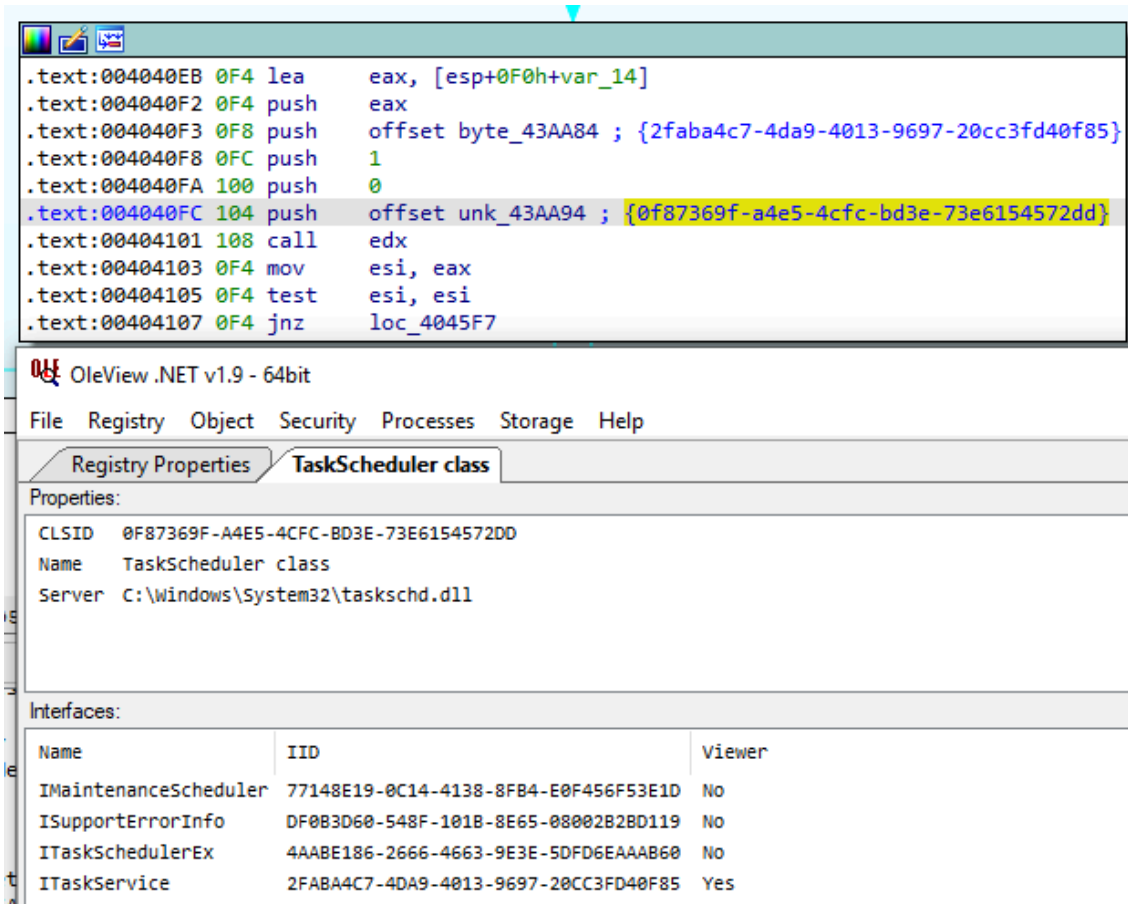 .text:004040EB 0F4 lea eax, [esp+0F0h+var_14]
.text:004040F2 0F4 push eax
.text:004040F3 0F8 push offset byte_43AA84 ; {2faba4c7-4da9-4013-9697-20cc3fd40f85}
.text:004040F8 0FC push 1
.text:004040FA 100 push 0
.text:004040FC 104 push offset unk_43AA94 ; {0f87369f-a4e5-4cfc-bd3e-73e6154572dd}
.text:00404101 108 call edx
.text:00404103 0F4 mov esi, eax
.text:00404105 0F4 test esi, esi
.text:00404107 0F4 jnz loc_4045F7
OleView .NET v1.9 - 64bit
File Registry Object Security Processes Storage Help
Registry Properties TaskScheduler class
Properties:
CLSID 0F87369F-A4E5-4CFC-BD3E-73E6154572DD
Name TaskScheduler class
Server C:\Windows\System32\taskschd.dll
Interfaces:
Name IID Viewer
IMaintenanceScheduler 77148E19-0C14-4138-8FB4-E0F456F53E1D No
ISupportErrorInfo DF0B3D60-548F-101B-8E65-08002B2BD119 No
ITaskSchedulerEx 4AABE186-2666-4663-9E3E-5DFD6EAAAB60 No
ITaskService 2FABA4C7-4DA9-4013-9697-20CC3FD40F85 Yes